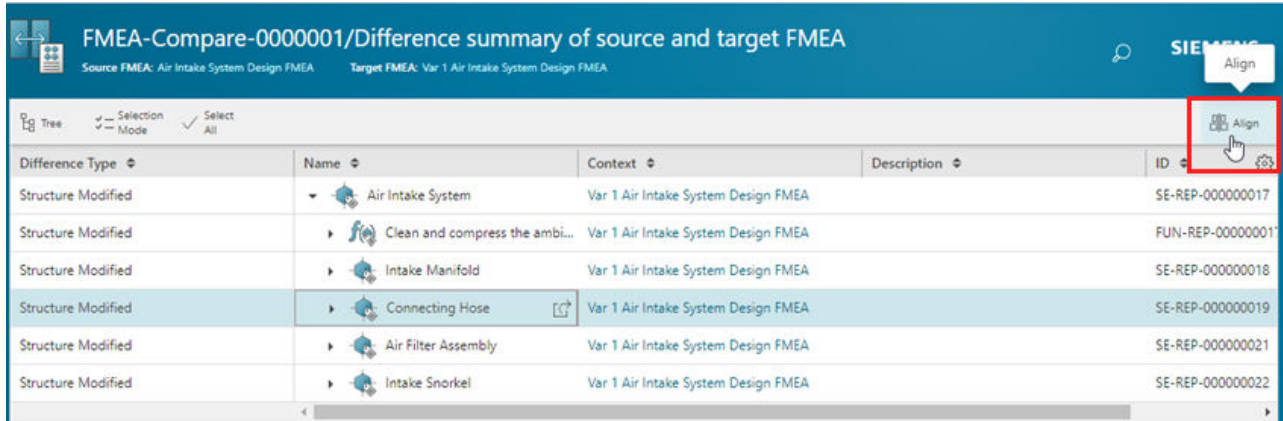 FMEA-Compare-0000001/Difference summary of source and target FMEA
Source FMEA: Air Intake System Design FMEA Target FMEA: Var 1 Air Intake System Design FMEA
Align
Tree Selection Mode Select All Align
Difference Type Name Context Description ID
Structure Modified Air Intake System Var 1 Air Intake System Design FMEA SE-REP-000000017
Structure Modified f(x) Clean and compress the ambi... Var 1 Air Intake System Design FMEA FUN-REP-00000001
Structure Modified Intake Manifold Var 1 Air Intake System Design FMEA SE-REP-000000018
Structure Modified Connecting Hose Var 1 Air Intake System Design FMEA SE-REP-000000019
Structure Modified Air Filter Assembly Var 1 Air Intake System Design FMEA SE-REP-000000021
Structure Modified Intake Snorkel Var 1 Air Intake System Design FMEA SE-REP-000000022